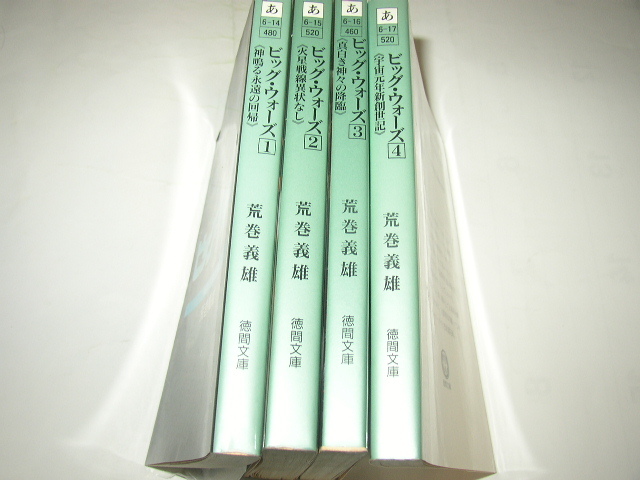 あ
6-14
480
ビッグ・ウォーズ1
《神鳴る永遠の回帰》
荒巻義雄
徳間文庫
あ
6-15
520
ビッグ・ウォーズ2
《火星戦線異状なし》
荒巻義雄
徳間文庫
あ
6-16
460
ビッグ・ウォーズ3
《真白き神々の降臨》
荒巻義雄
徳間文庫
あ
6-17
520
ビッグ・ウォーズ4
《宇宙元年新創世記》
荒巻義雄
徳間文庫